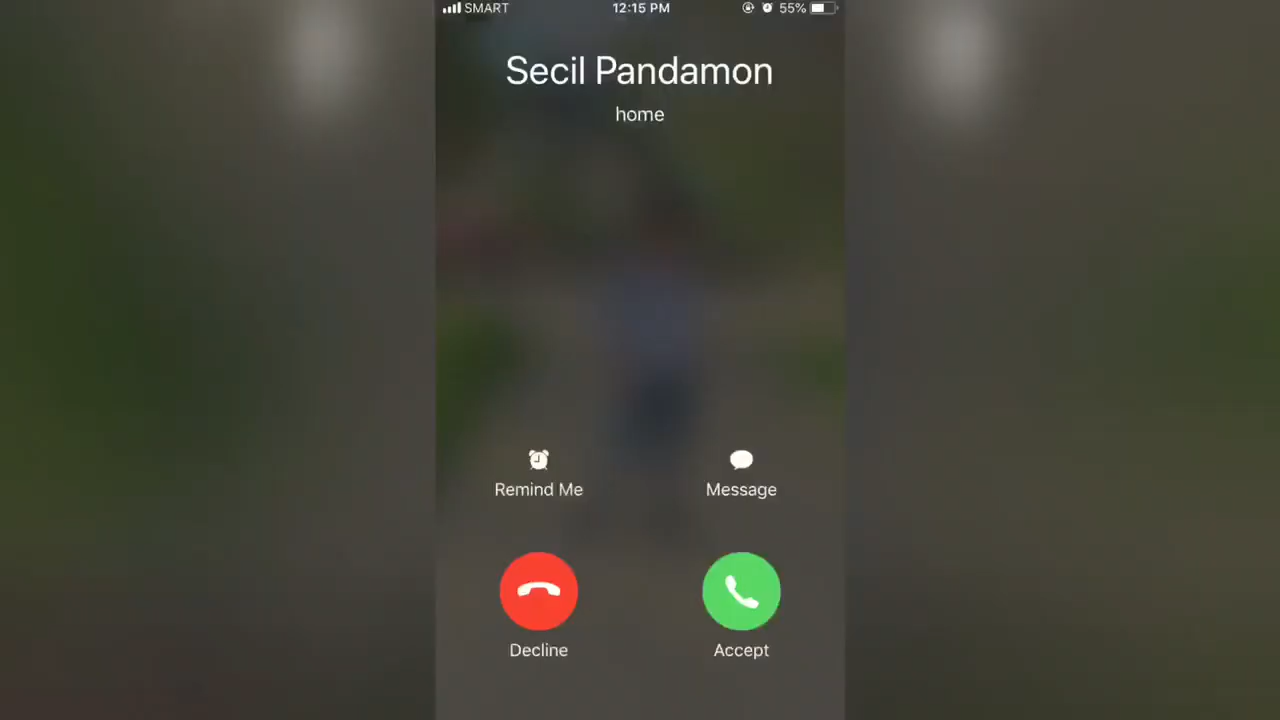 SMART 12:15 PM 55%
Secil Pandamon
home
Remind Me Message
Decline Accept